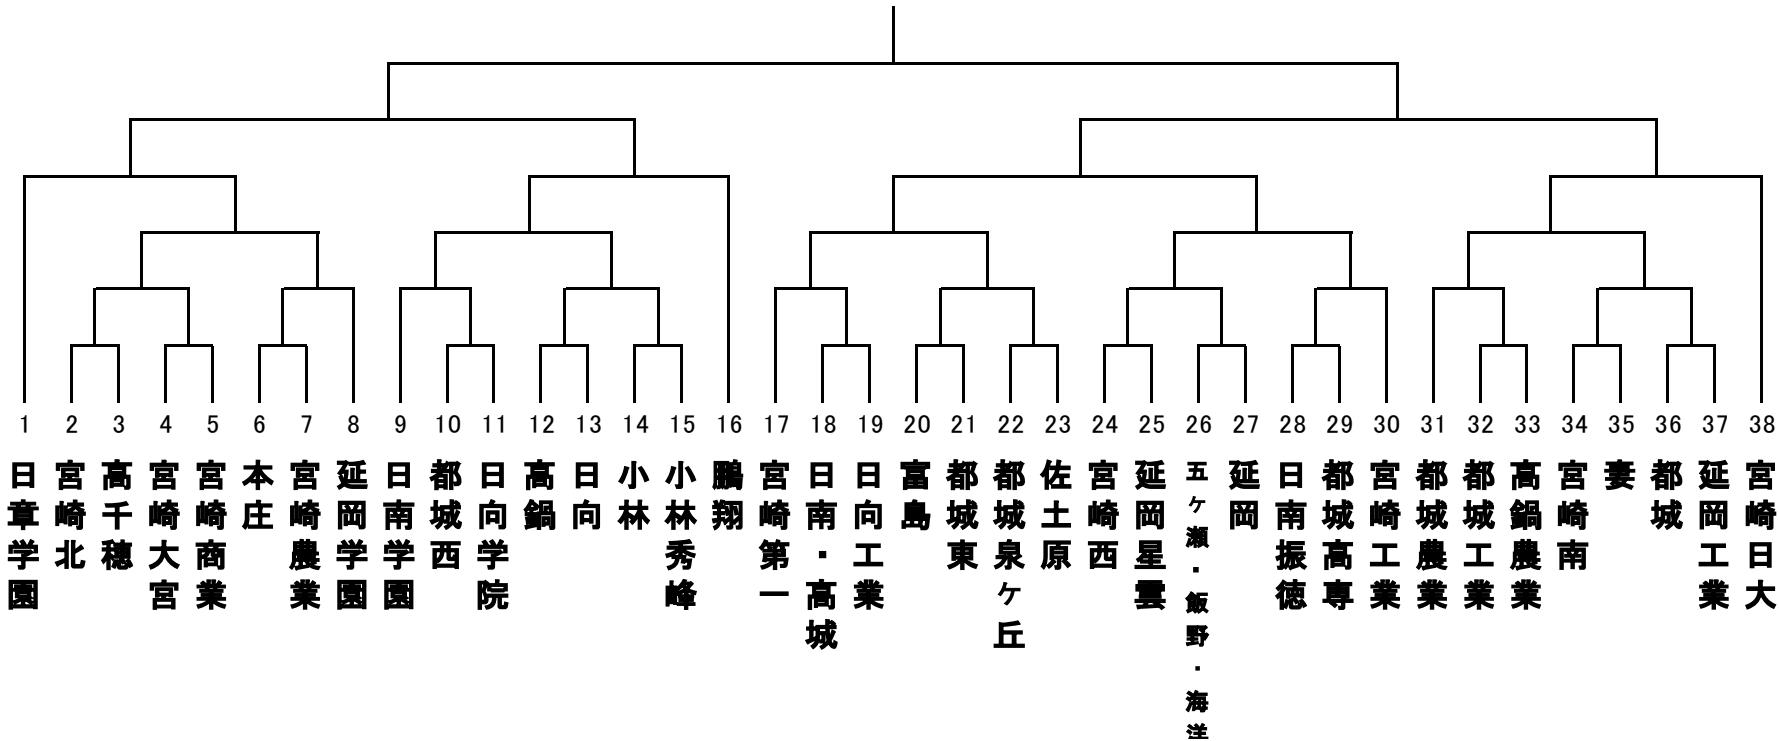 1 2 3 4 5 6 7 8 9 10 11 12 13 14 15 16 17 18 19 20 21 22 23 24 25 26 27 28 29 30 31 32 33 34 35 36 37 38
日章学園
宮崎北
高千穂
宮崎大宮
宮崎商業
本庄
宮崎農業
延岡学園
日南学園
都城西
日向学院
高鍋
日向
小林
小林秀峰
鵬翔
宮崎第一
日南・高城
日向工業
富島
都城東
都城泉ヶ丘
佐土原
宮崎西
延岡星雲
五ヶ瀬・飯野・海洋
延岡
日南振徳
都城高専
宮崎工業
都城農業
都城工業
高鍋農業
宮崎南
妻
都城
延岡工業
宮崎日大